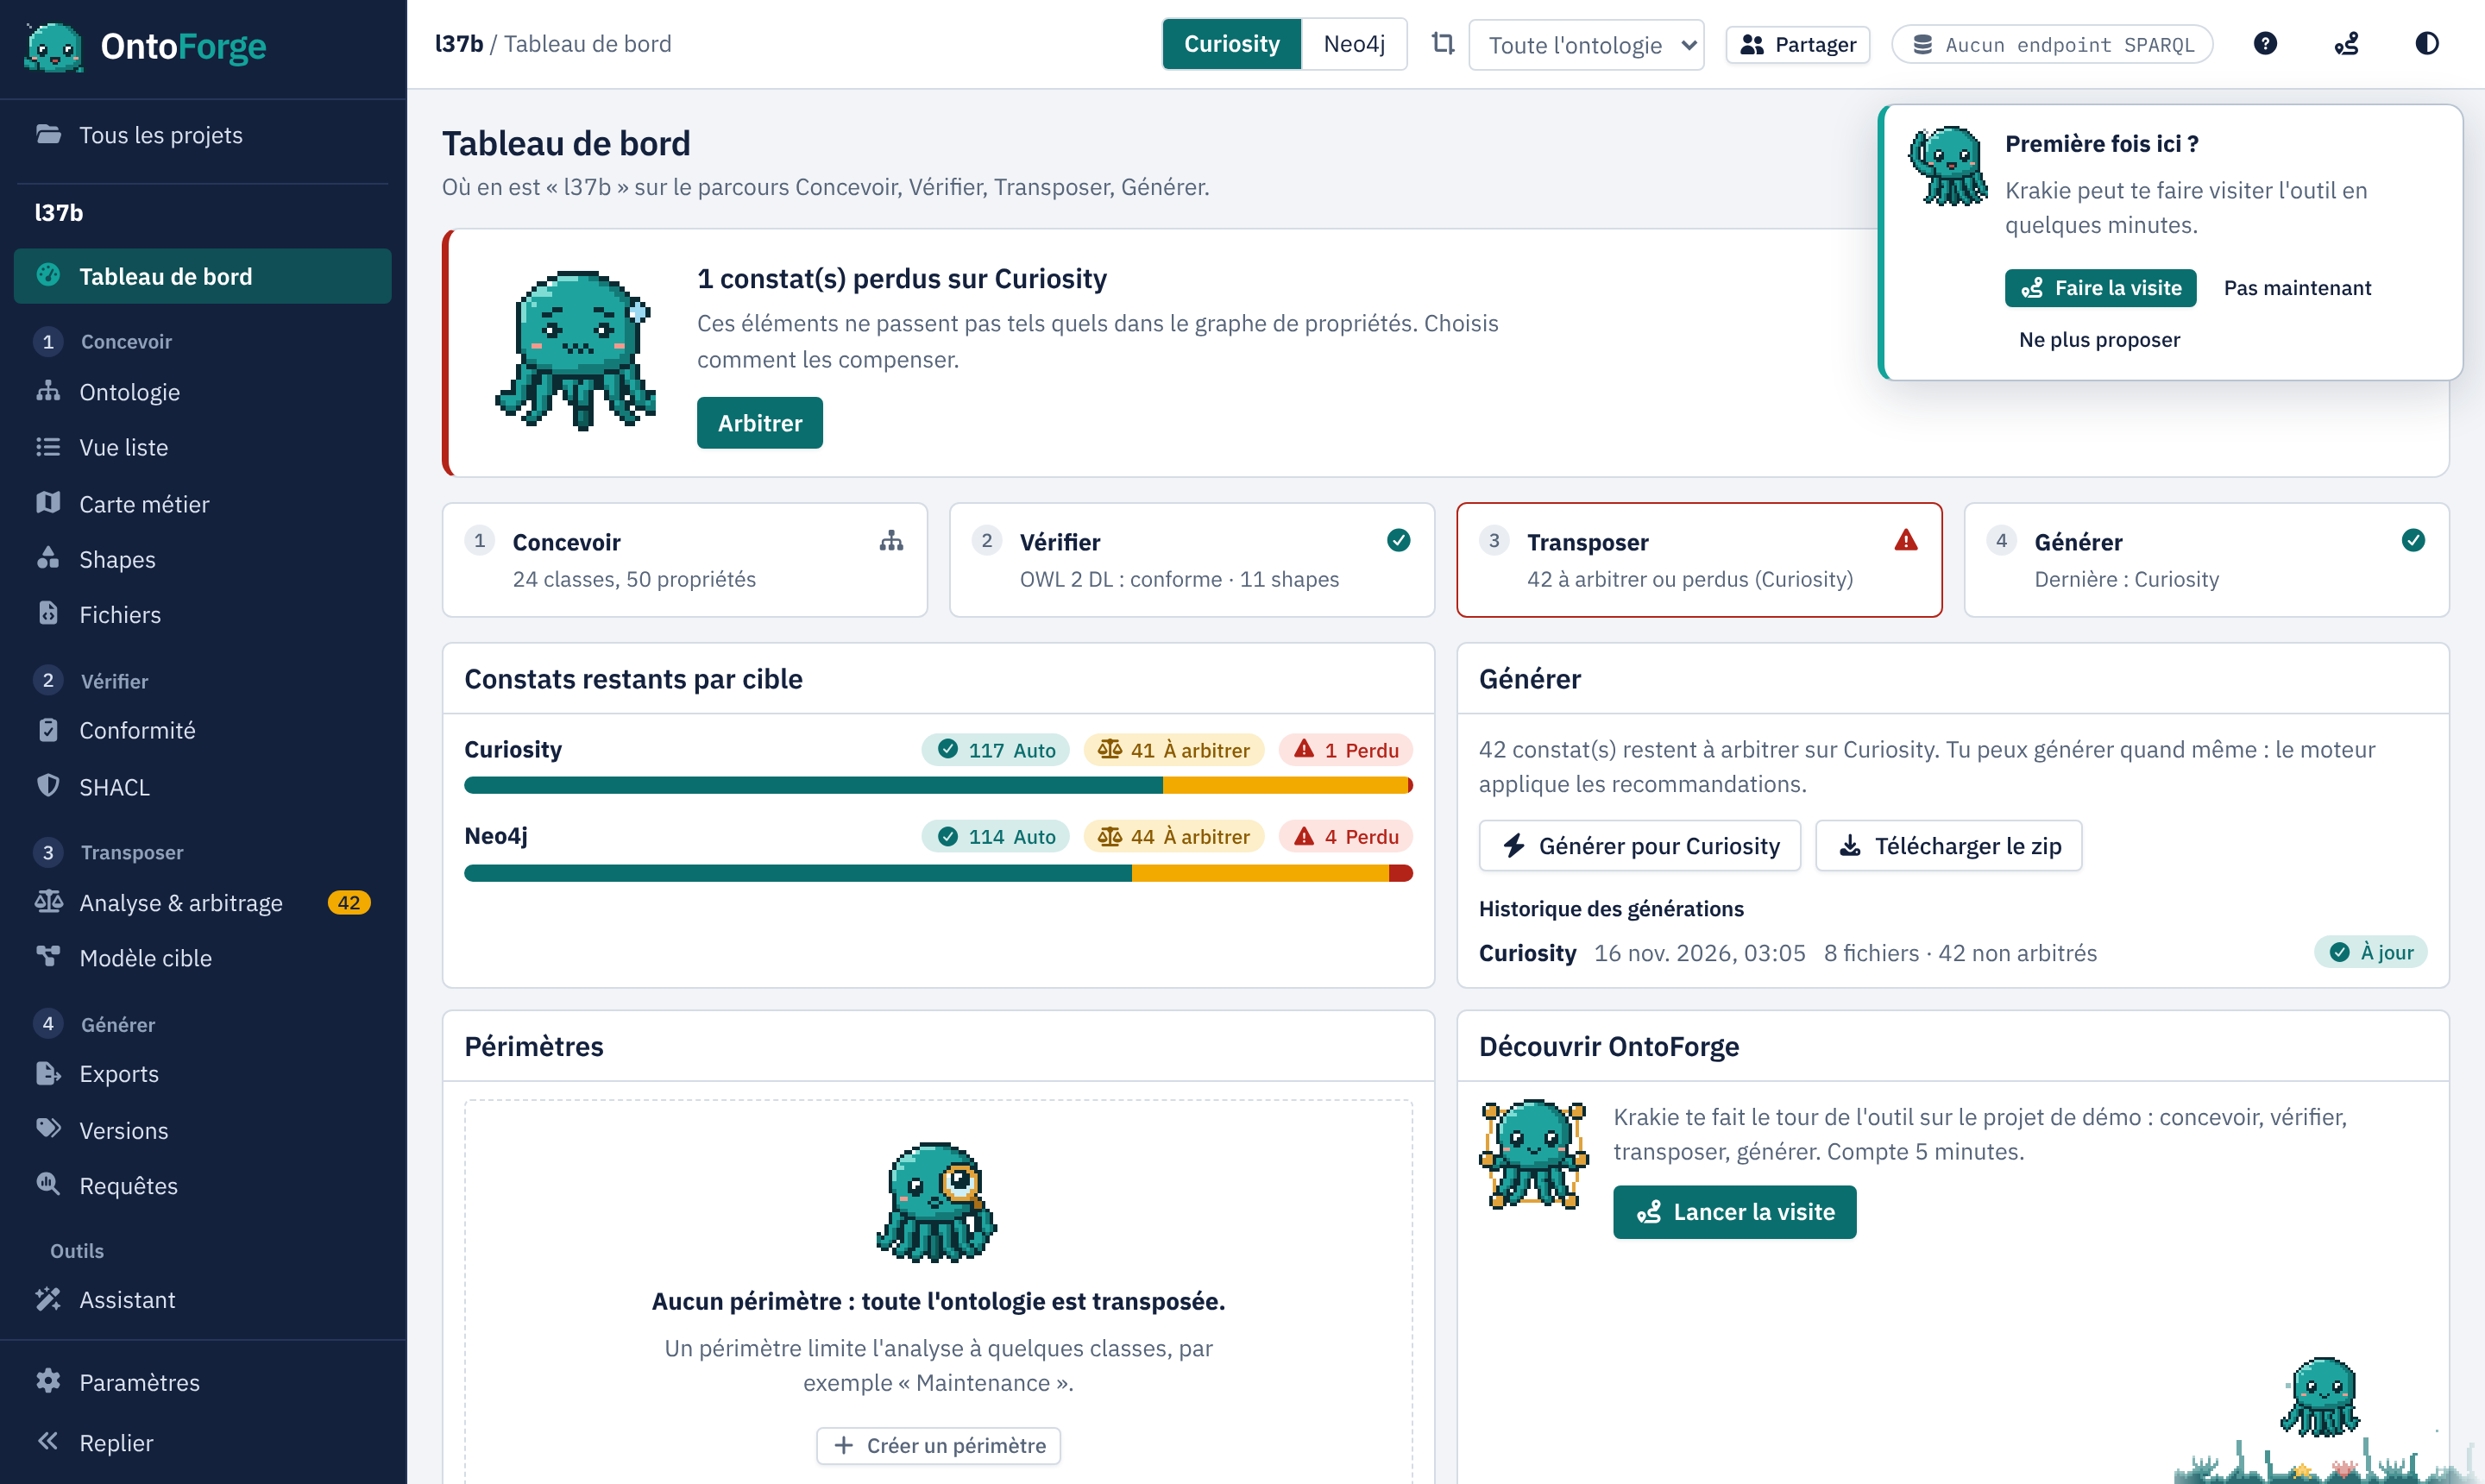 OntoForge
Tous les projets
l37b
Tableau de bord
1 Concevoir
Ontologie
Vue liste
Carte métier
Shapes
Fichiers
2 Vérifier
Conformité
SHACL
3 Transposer
Analyse & arbitrage 42
Modèle cible
4 Générer
Exports
Versions
Requêtes
Outils
Assistant
Paramètres
Replier
l37b / Tableau de bord
Curiosity Neo4j Toute l'ontologie Partager Aucun endpoint SPARQL
Première fois ici ?
Krakie peut te faire visiter l'outil en
quelques minutes.
Faire la visite Pas maintenant
Ne plus proposer
Tableau de bord
Où en est « l37b » sur le parcours Concevoir, Vérifier, Transposer, Générer.
1 constat(s) perdus sur Curiosity
Ces éléments ne passent pas tels quels dans le graphe de propriétés. Choisis
comment les compenser.
Arbitrer
1 Concevoir
24 classes, 50 propriétés
2 Vérifier
OWL 2 DL : conforme · 11 shapes
3 Transposer
42 à arbitrer ou perdus (Curiosity)
4 Générer
Dernière : Curiosity
Constats restants par cible
Curiosity 117 Auto 41 À arbitrer 1 Perdu
Neo4j 114 Auto 44 À arbitrer 4 Perdu
Générer
42 constat(s) restent à arbitrer sur Curiosity. Tu peux générer quand même : le moteur
applique les recommandations.
Générer pour Curiosity Télécharger le zip
Historique des générations
Curiosity 16 nov. 2026, 03:05 8 fichiers · 42 non arbitrés À jour
Périmètres
Aucun périmètre : toute l'ontologie est transposée.
Un périmètre limite l'analyse à quelques classes, par
exemple « Maintenance ».
+ Créer un périmètre
Découvrir OntoForge
Krakie te fait le tour de l'outil sur le projet de démo : concevoir, vérifier,
transposer, générer. Compte 5 minutes.
Lancer la visite